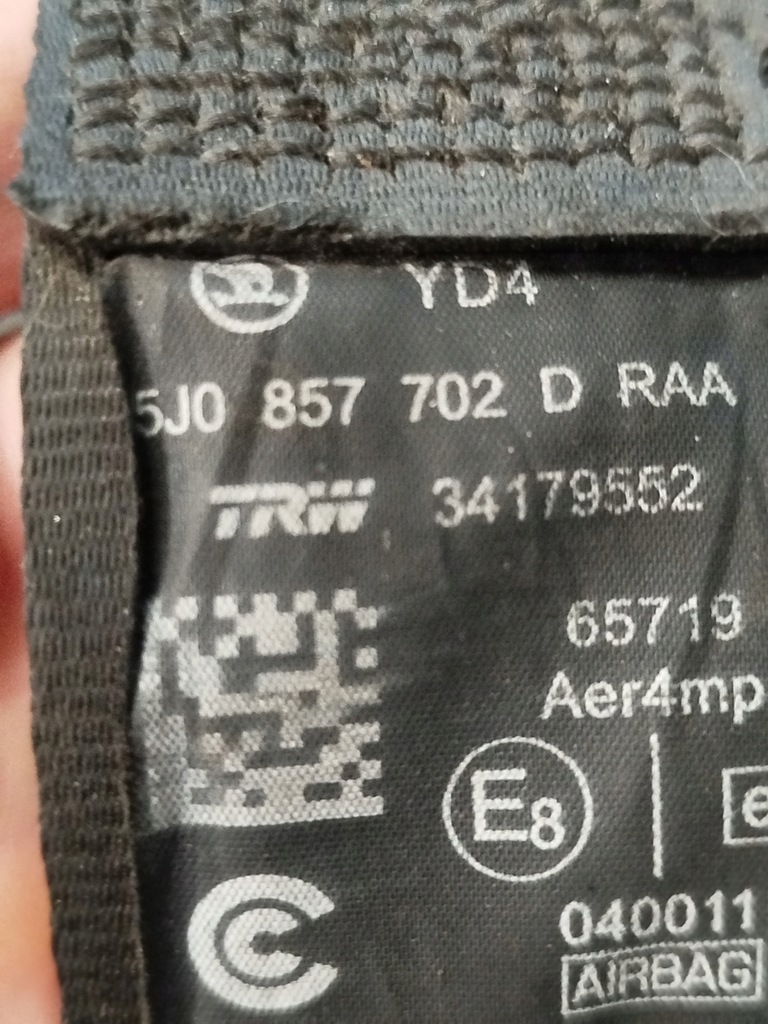 YD4
5J0 857 702 D RAA
TRW 34179552
65719
Aer4mp
E8 e
040011
AIRBAG